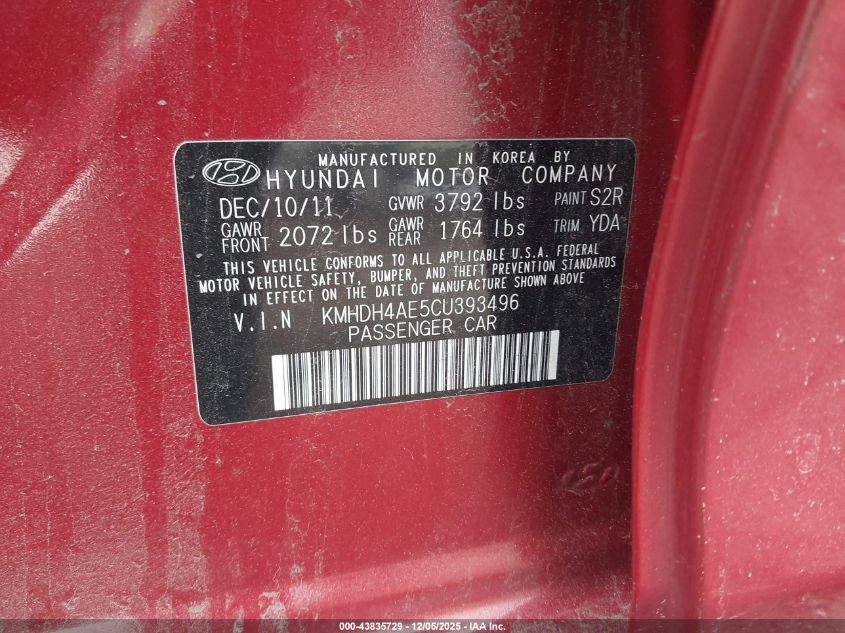 MANUFACTURED IN KOREA BY
HYUNDAI MOTOR COMPANY
DEC/10/11 GVWR 3792 lbs PAINT S2R
GAWR FRONT 2072 lbs GAWR REAR 1764 lbs TRIM YDA
THIS VEHICLE CONFORMS TO ALL APPLICABLE U.S.A. FEDERAL
MOTOR VEHICLE SAFETY, BUMPER, AND THEFT PREVENTION STANDARDS
IN EFFECT ON THE DATE OF MANUFACTURE SHOWN ABOVE
V.I.N KMHDH4AE5CU393496
PASSENGER CAR
000-43835729 - 12/05/2025 - IAA Inc.